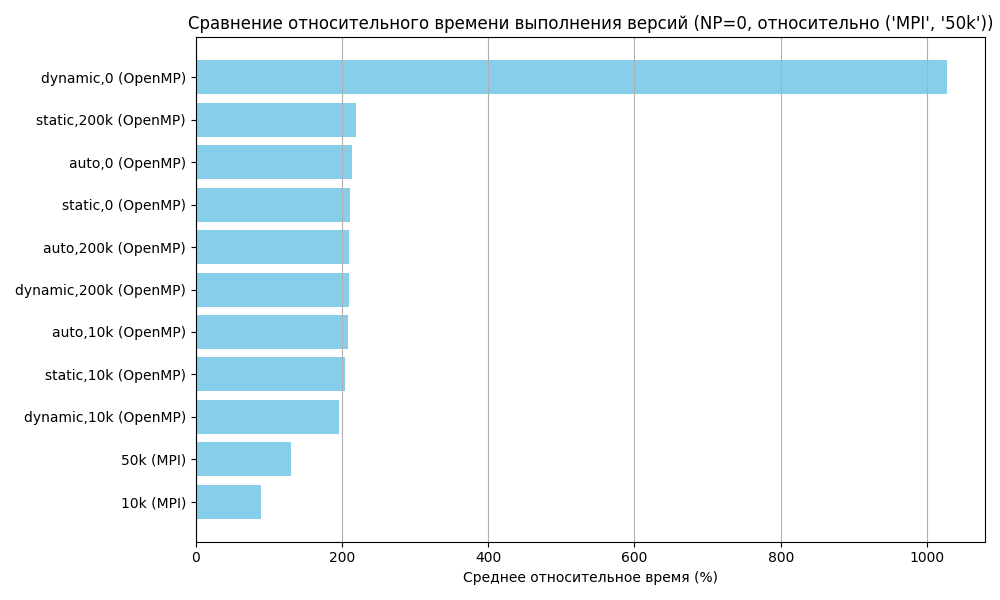 Сравнение относительного времени выполнения версий (NP=0, относительно ('MPI', '50k'))
dynamic,0 (OpenMP)
static,200k (OpenMP)
auto,0 (OpenMP)
static,0 (OpenMP)
auto,200k (OpenMP)
dynamic,200k (OpenMP)
auto,10k (OpenMP)
static,10k (OpenMP)
dynamic,10k (OpenMP)
50k (MPI)
10k (MPI)
0 200 400 600 800 1000
Среднее относительное время (%)